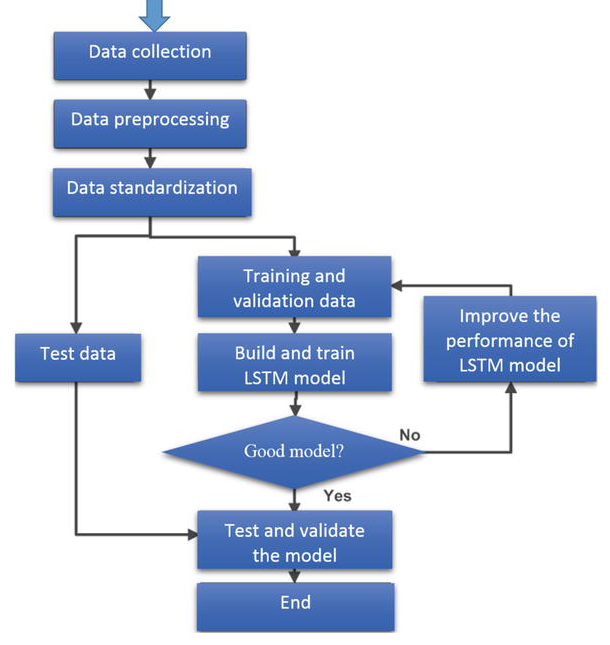 Data collection
Data preprocessing
Data standardization
Training and
validation data
Improve the
performance of
LSTM model
Test data
Build and train
LSTM model
Good model?
No
Yes
Test and validate
the model
End